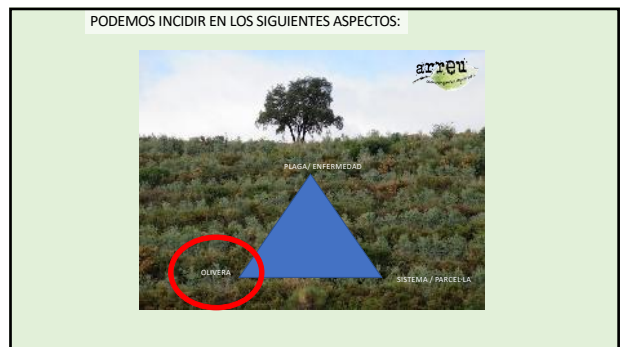 PODEMOS INCIDIR EN LOS SIGUIENTES ASPECTOS:
arreu
PLAGA/ ENFERMEDAD
OLIVERA
SISTEMA / PARCEL·LA